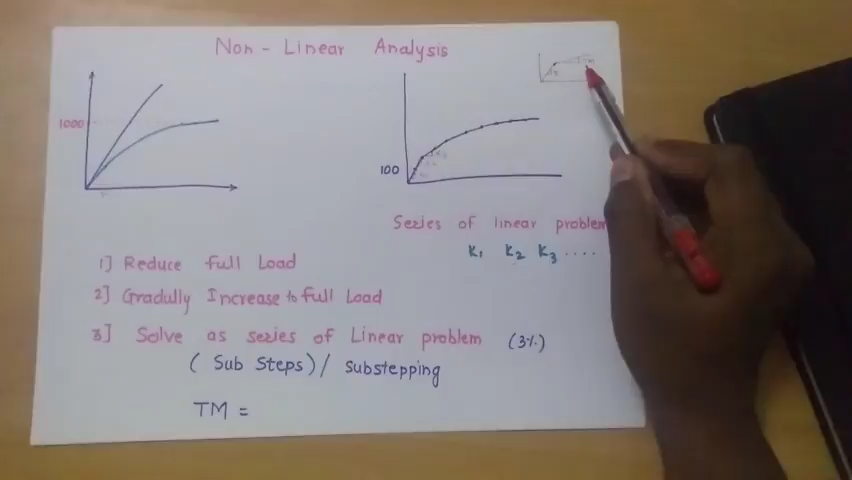 Non-Linear Analysis
1000
100
Series of linear problem
K1 K2 K3 ....
1] Reduce full Load
2] Gradully Increase to full Load
3] Solve as series of Linear problem (3%)
( Sub Steps) / substepping
TM =